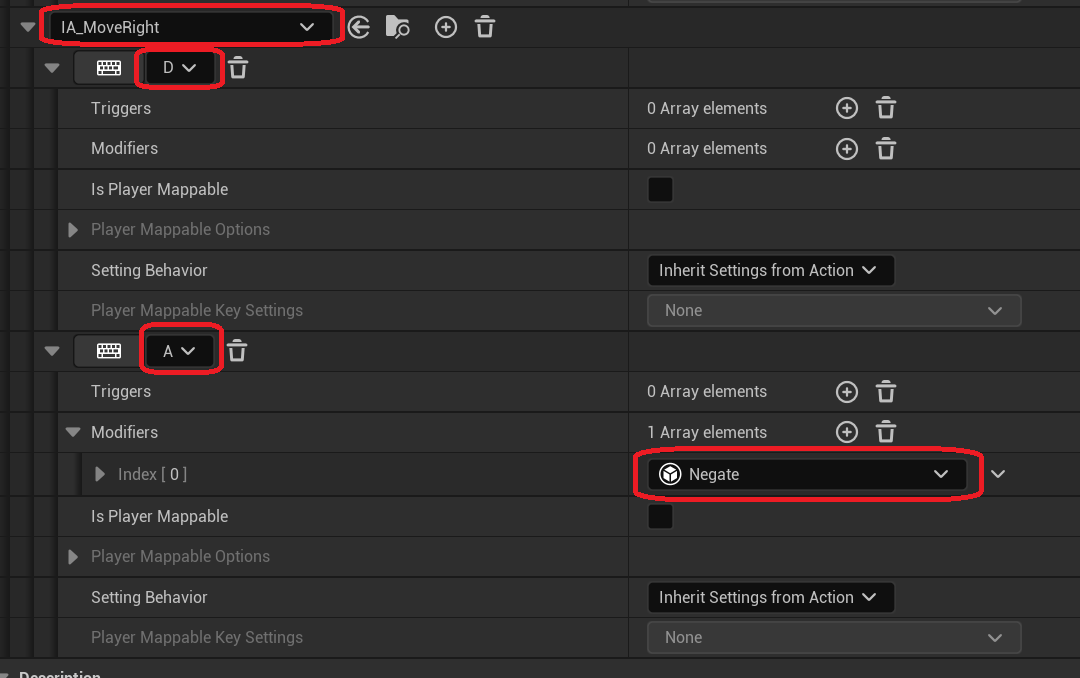 IA_MoveRight
D
Triggers 0 Array elements
Modifiers 0 Array elements
Is Player Mappable
Player Mappable Options
Setting Behavior Inherit Settings from Action
Player Mappable Key Settings None
A
Triggers 0 Array elements
Modifiers 1 Array elements
Index [ 0 ] Negate
Is Player Mappable
Player Mappable Options
Setting Behavior Inherit Settings from Action
Player Mappable Key Settings None
Description